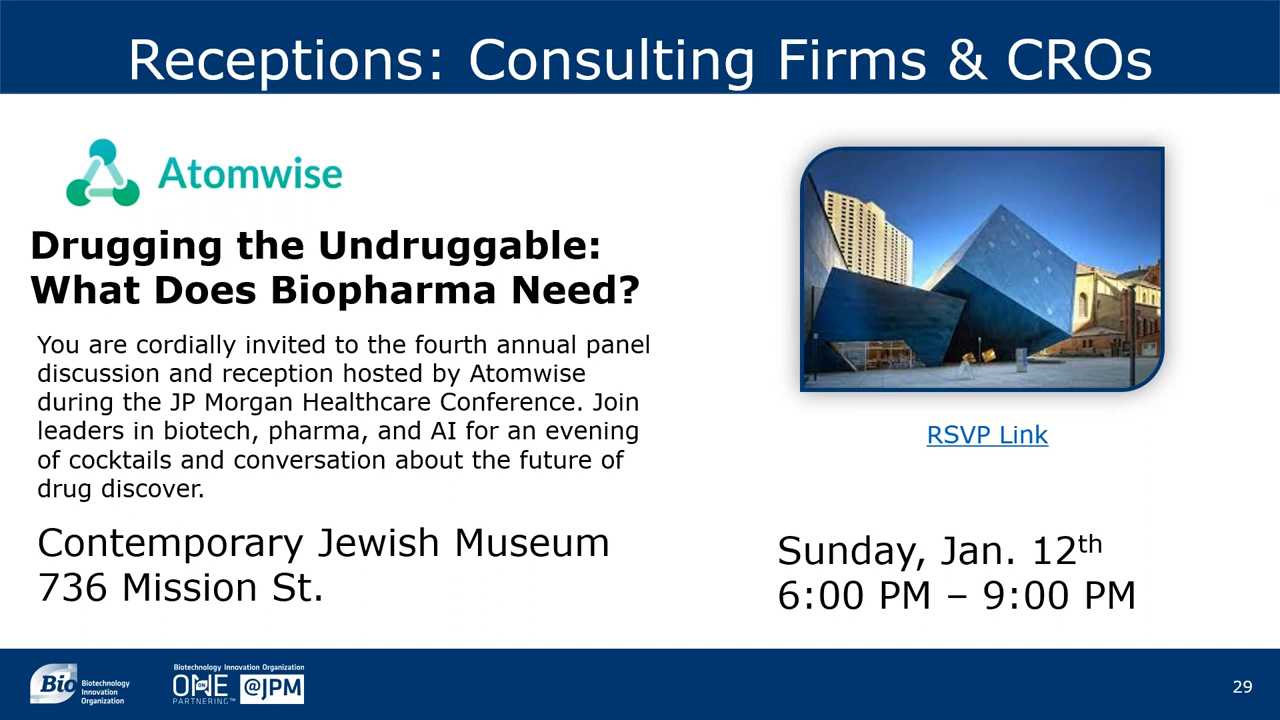 Receptions: Consulting Firms & CROs
Atomwise
Drugging the Undruggable:
What Does Biopharma Need?
You are cordially invited to the fourth annual panel
discussion and reception hosted by Atomwise
during the JP Morgan Healthcare Conference. Join
leaders in biotech, pharma, and AI for an evening
of cocktails and conversation about the future of
drug discover.
Contemporary Jewish Museum
736 Mission St.
RSVP Link
Sunday, Jan. 12th
6:00 PM – 9:00 PM
Bio
Biotechnology
Innovation
Organization
Biotechnology Innovation Organization
ONE ON ONE
PARTNERING™
@JPM
29